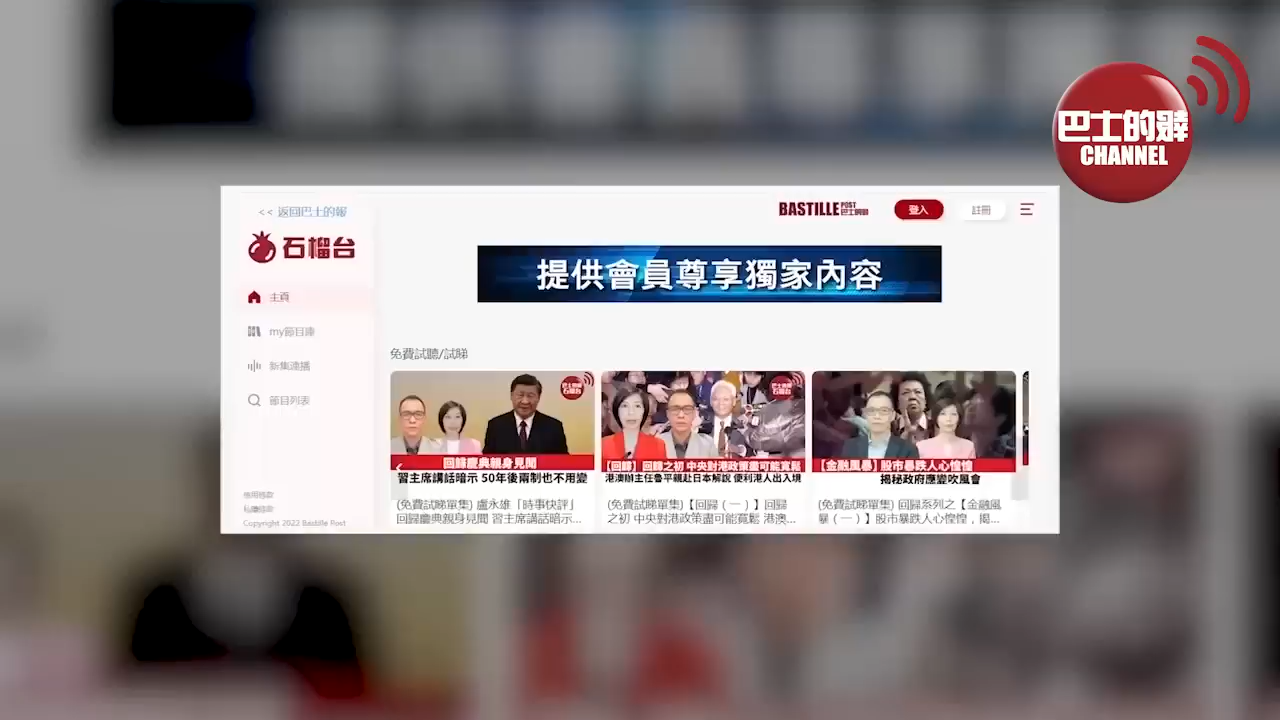 巴士的報
CHANNEL
<< 返回巴士的報
BASTILLE POST
巴士的報
登入
註冊
石榴台
提供會員尊享獨家內容
主頁
my節目庫
新集速播
節目列表
免費試聽/試睇
回歸慶典親身見聞
習主席講話暗示 50年後兩制也不用變
(免費試睇單集) 盧永雄「時事快評」
回歸慶典親身見聞 習主席講話暗示...
【回歸】回歸之初 中央對港政策盡可能寬鬆
港澳辦主任魯平親赴日本解說 便利港人出入境
(免費試睇單集)【回歸（一）】回歸
之初 中央對港政策盡可能寬鬆 港澳...
【金融風暴】股市暴跌人心惶惶
揭秘政府應變吹風會
(免費試睇單集) 回歸系列之【金融風
暴（一）】股市暴跌人心惶惶，揭...
使用條款
私隱條款
Copyright 2022 Bastille Post